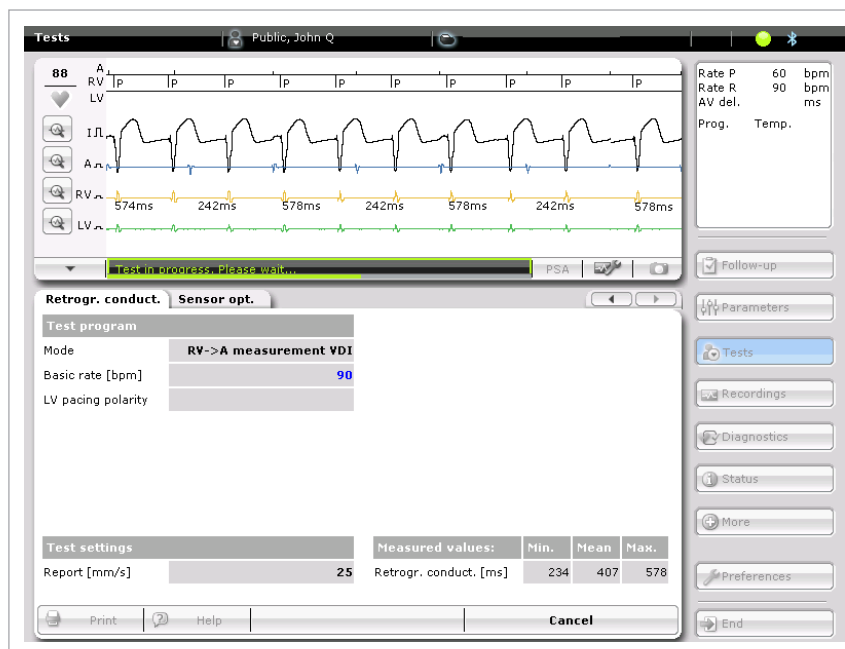 Tests Public, John Q
88 A
RV P P P P P P P P P P
LV
I
A
RV
574ms 242ms 578ms 242ms 578ms 242ms 578ms
LV
Test in progress. Please wait... PSA
Rate P 60 bpm
Rate R 90 bpm
AV del. ms
Prog. Temp.
Follow-up
Parameters
Tests
Recordings
Diagnostics
Status
More
Preferences
End
Retrogr. conduct. Sensor opt.
Test program
Mode RV->A measurement VDI
Basic rate [bpm] 90
LV pacing polarity
Test settings
Report [mm/s] 25
Measured values: Min. Mean Max.
Retrogr. conduct. [ms] 234 407 578
Print Help Cancel